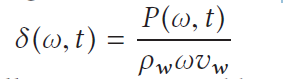 δ(ω, t) = P(ω, t) / ρ_w ω v_w